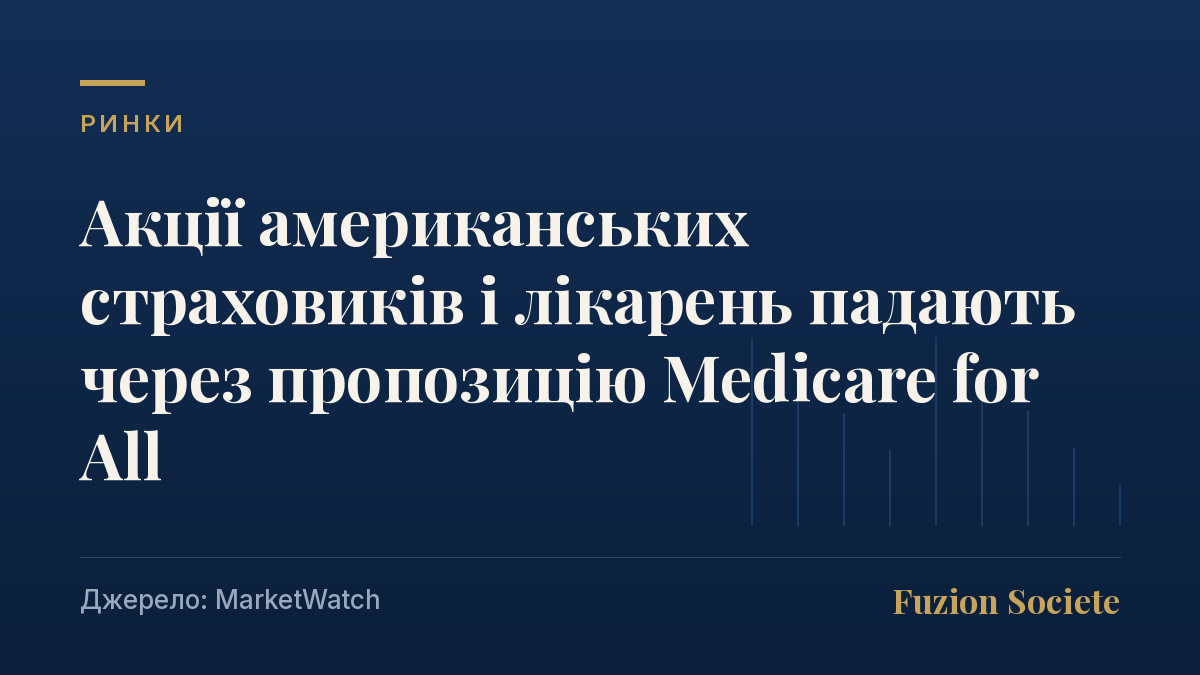 РИНКИ
Акції американських
страховиків і лікарень падають
через пропозицію Medicare for
All
Джерело: MarketWatch
Fuzion Societe